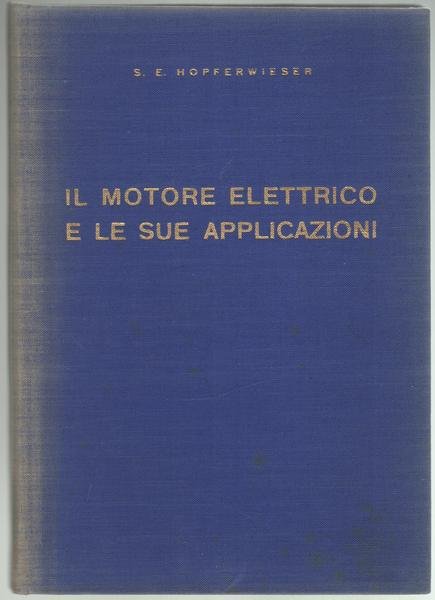 S. E. HOPFERWIESER
IL MOTORE ELETTRICO
E LE SUE APPLICAZIONI